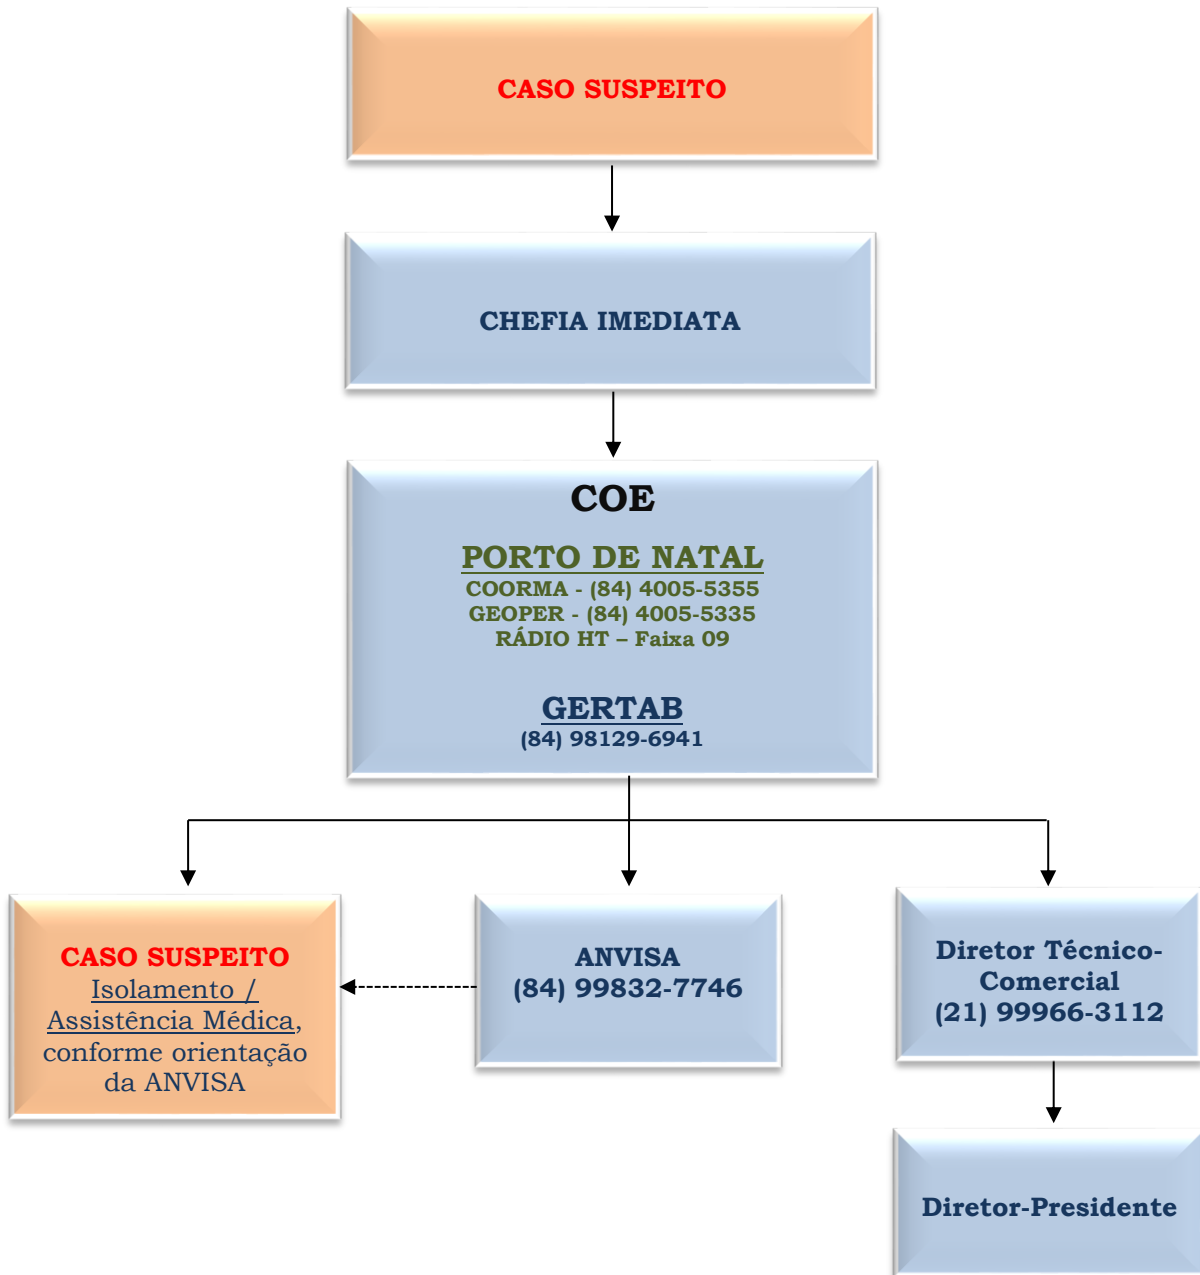 CASO SUSPEITO
CHEFIA IMEDIATA
COE
PORTO DE NATAL
COORMA - (84) 4005-5355
GEOPER - (84) 4005-5335
RÁDIO HT – Faixa 09
GERTAB
(84) 98129-6941
CASO SUSPEITO
Isolamento /
Assistência Médica,
conforme orientação
da ANVISA
ANVISA
(84) 99832-7746
Diretor Técnico-
Comercial
(21) 99966-3112
Diretor-Presidente